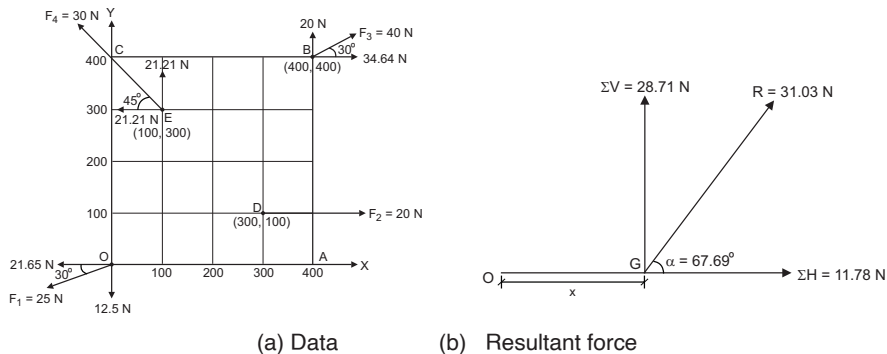 F4 = 30 N
Y
20 N
F3 = 40 N
C
B
30°
400
21.21 N
(400, 400)
34.64 N
45°
300
21.21 N
E
(100, 300)
200
100
D
(300, 100)
F2 = 20 N
21.65 N
O
A
X
30°
100
200
300
400
F1 = 25 N
12.5 N
(a) Data
ΣV = 28.71 N
R = 31.03 N
G
α = 67.69°
O
ΣH = 11.78 N
x
(b) Resultant force